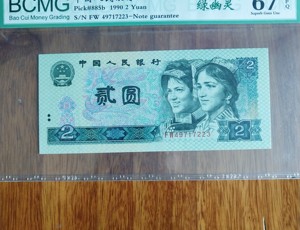 BCMG
Bao Cui Money Grading
Pick#885b 1990 2 Yuan
S/N FW 49717223-Note guarantee
绿幽灵
67
中国人民银行
贰圆
2
2
FW49717223